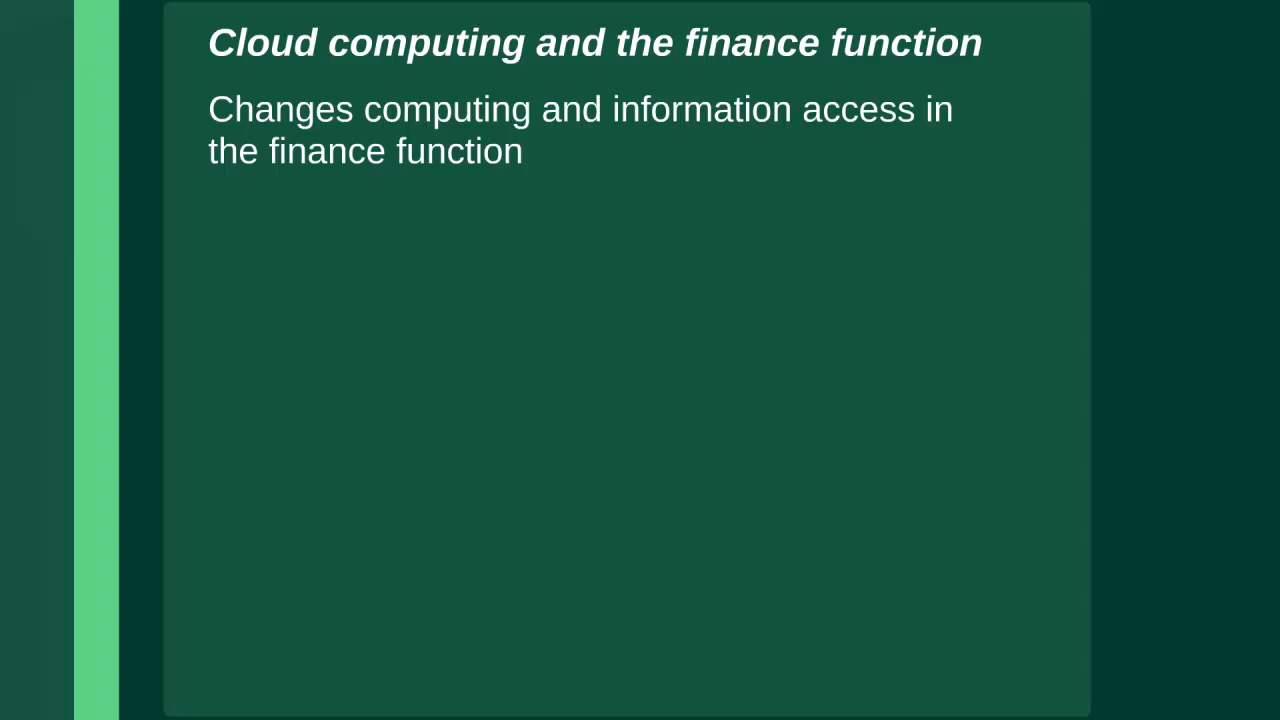 Cloud computing and the finance function
Changes computing and information access in
the finance function